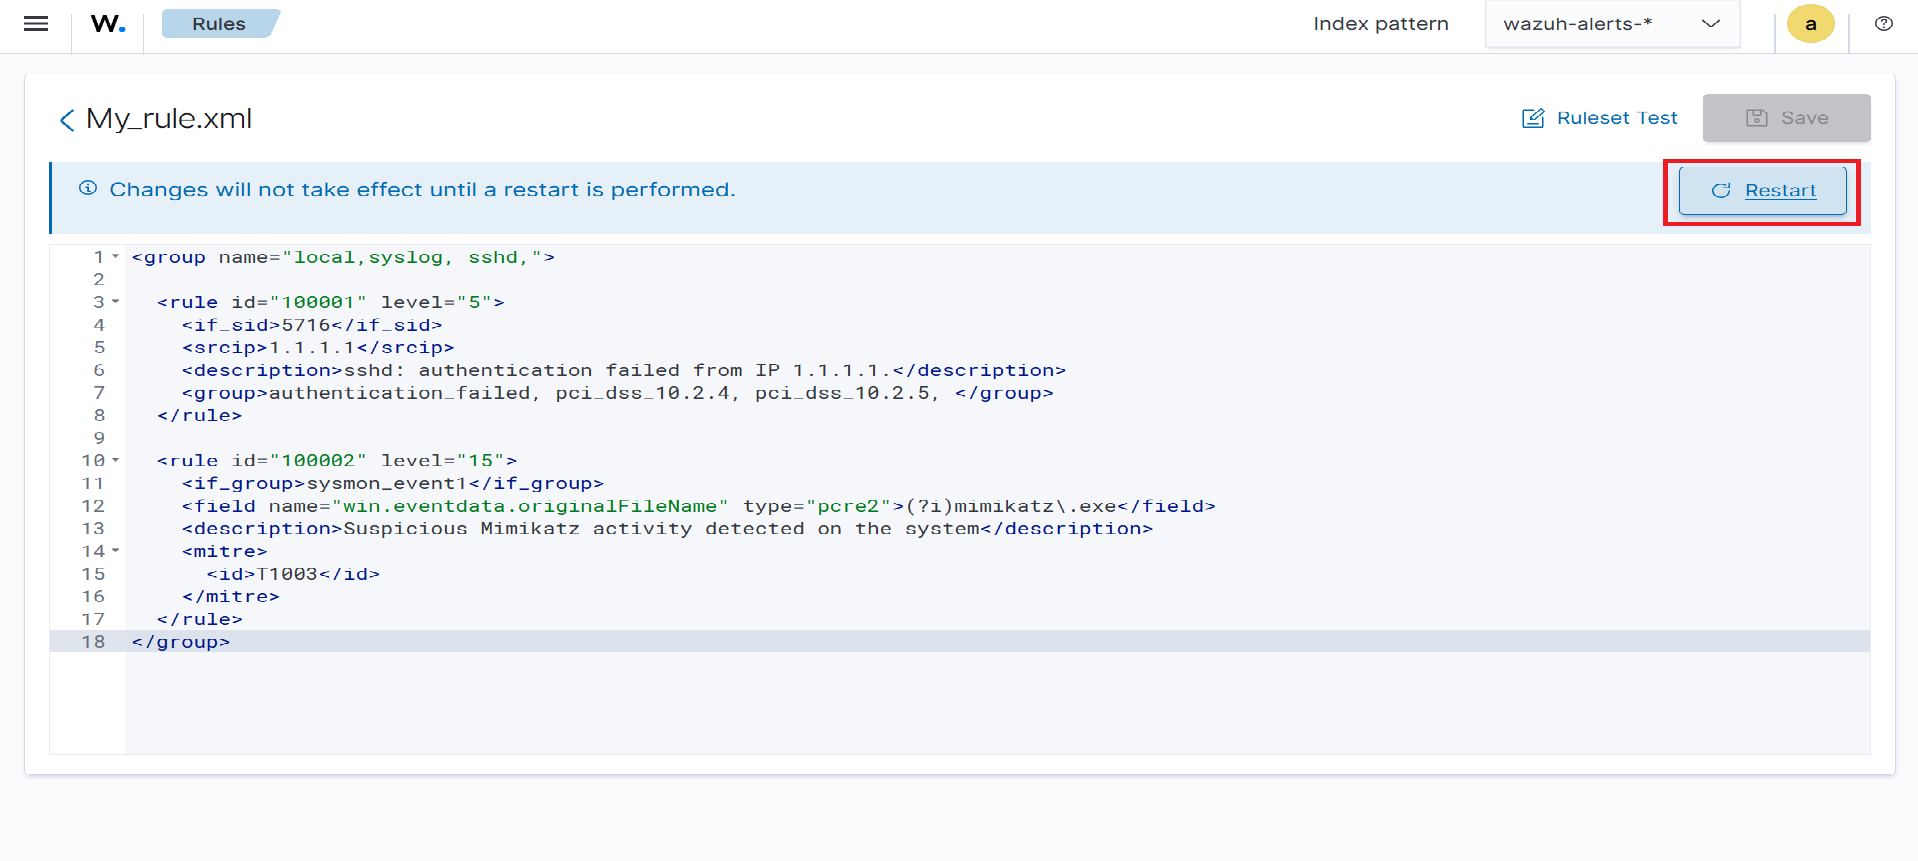 W. Rules Index pattern wazuh-alerts-* a
My_rule.xml Ruleset Test Save
Changes will not take effect until a restart is performed. Restart
1 <group name="local,syslog, sshd,">
2
3   <rule id="100001" level="5">
4     <if_sid>5716</if_sid>
5     <srcip>1.1.1.1</srcip>
6     <description>sshd: authentication failed from IP 1.1.1.1.</description>
7     <group>authentication_failed, pci_dss_10.2.4, pci_dss_10.2.5, </group>
8   </rule>
9
10   <rule id="100002" level="15">
11     <if_group>sysmon_event1</if_group>
12     <field name="win.eventdata.originalFileName" type="pcre2">(?i)mimikatz\.exe</field>
13     <description>Suspicious Mimikatz activity detected on the system</description>
14     <mitre>
15       <id>T1003</id>
16     </mitre>
17   </rule>
18 </group>